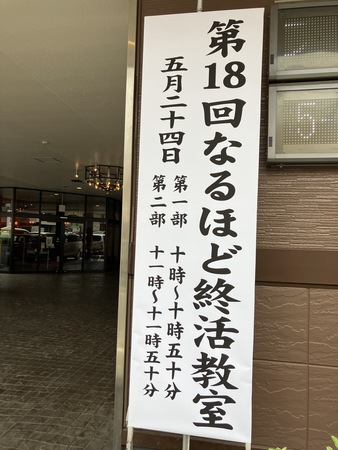 第18回なるほど終活教室
五月二十四日
第一部 十時～十時五十分
第二部 十一時～十一時五十分